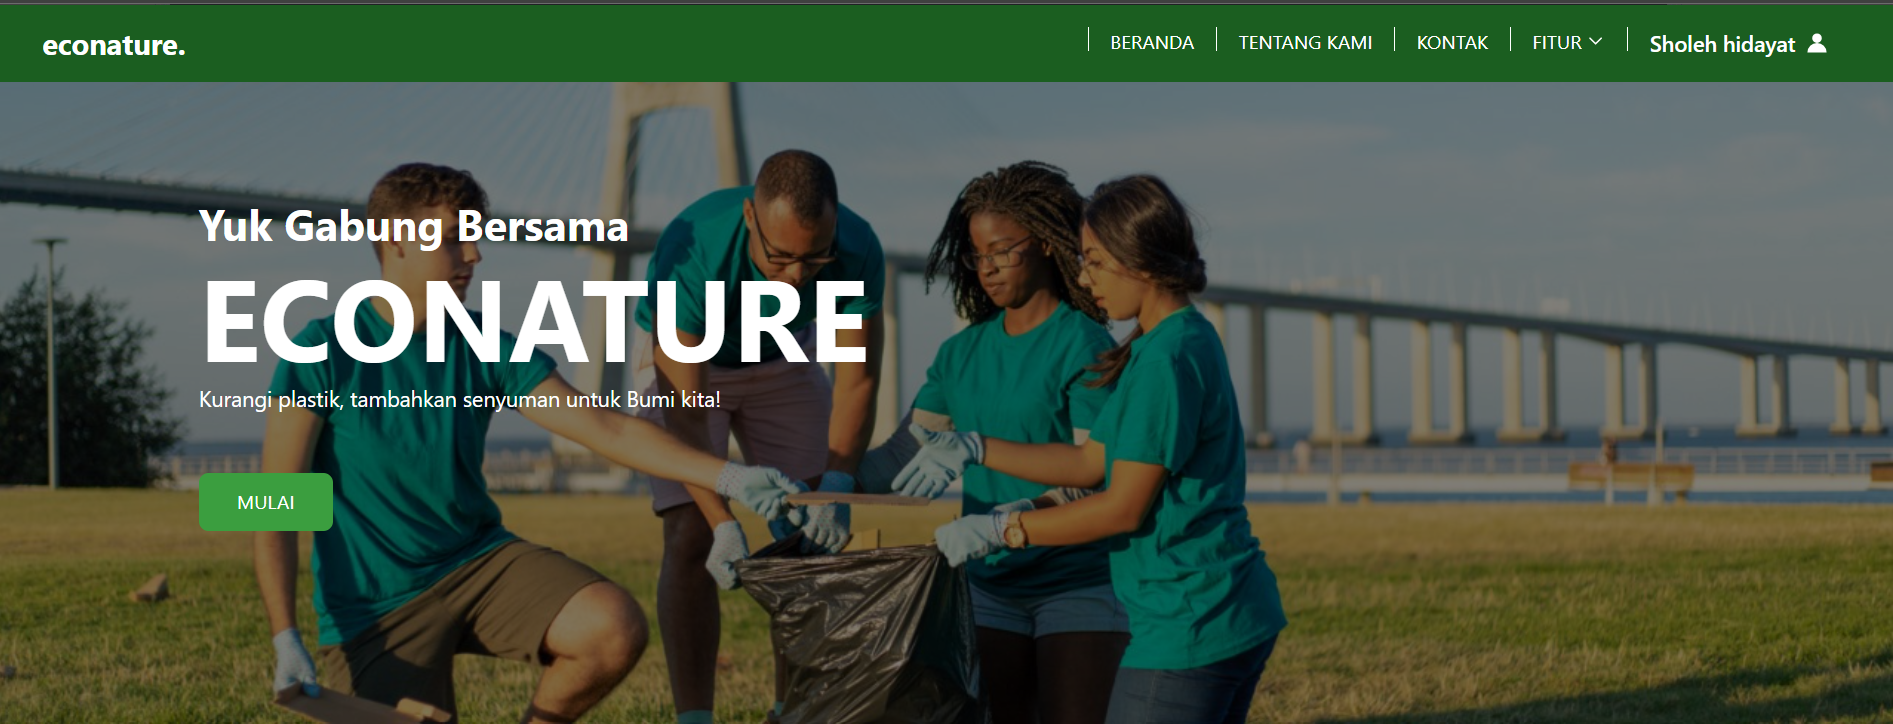 econature.
BERANDA
TENTANG KAMI
KONTAK
FITUR
Sholeh hidayat
Yuk Gabung Bersama
ECONATURE
Kurangi plastik, tambahkan senyuman untuk Bumi kita!
MULAI